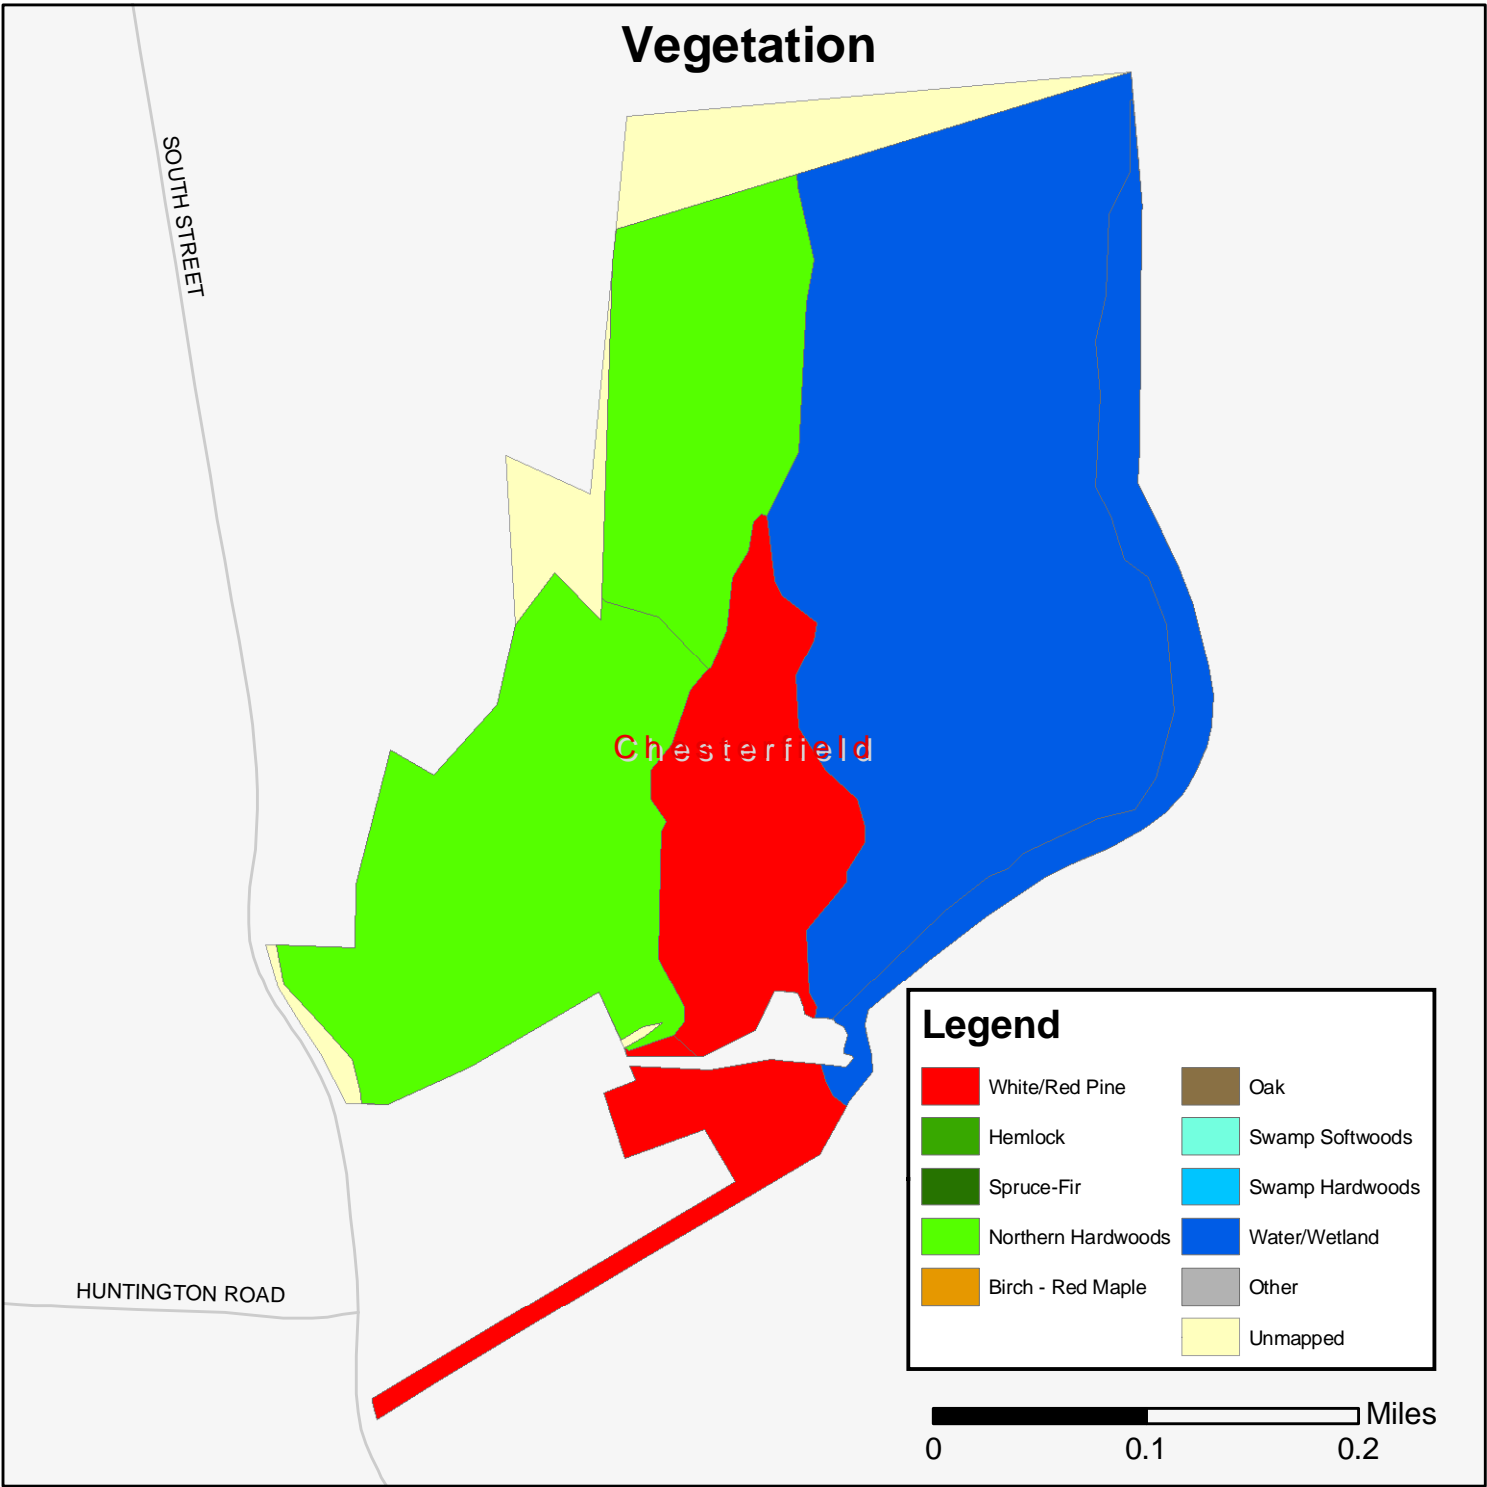 Vegetation
SOUTH STREET
Chesterfield
HUNTINGTON ROAD
Legend
White/Red Pine
Hemlock
Spruce-Fir
Northern Hardwoods
Birch - Red Maple
Oak
Swamp Softwoods
Swamp Hardwoods
Water/Wetland
Other
Unmapped
Miles
0 0.1 0.2